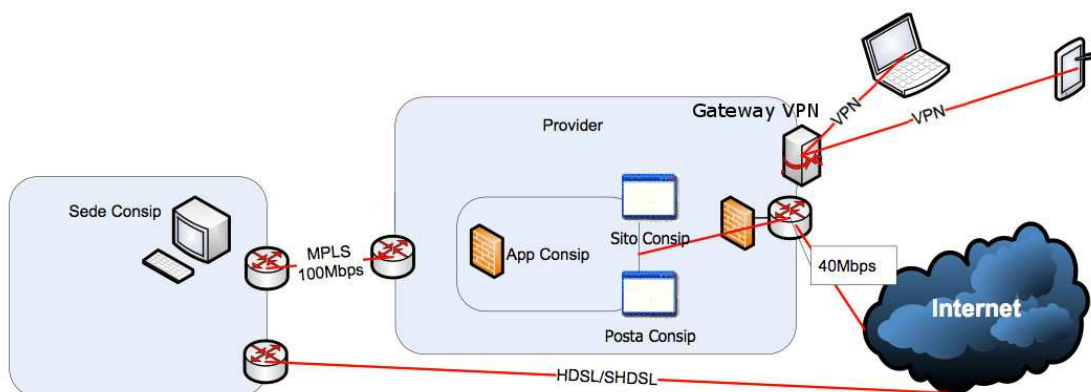 VPN
VPN
Gateway VPN
Provider
Sede Consip
MPLS
100Mbps
App Consip
Sito Consip
40Mbps
Internet
Posta Consip
HDSL/SHDSL